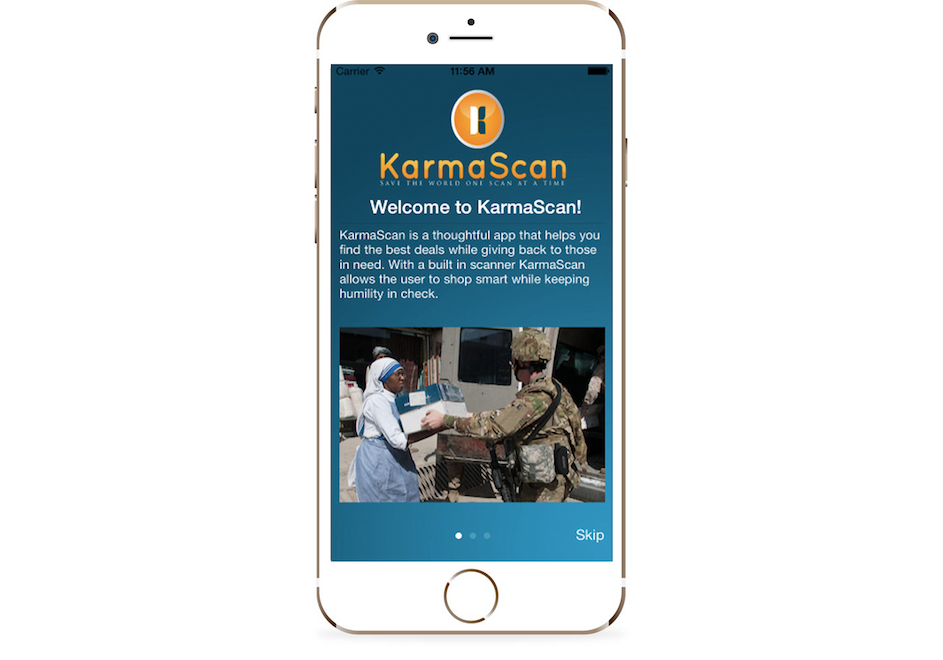 Carrier 11:56 AM
K
KarmaScan
SAVE THE WORLD ONE SCAN AT A TIME
Welcome to KarmaScan!
KarmaScan is a thoughtful app that helps you
find the best deals while giving back to those
in need. With a built in scanner KarmaScan
allows the user to shop smart while keeping
humility in check.
Skip